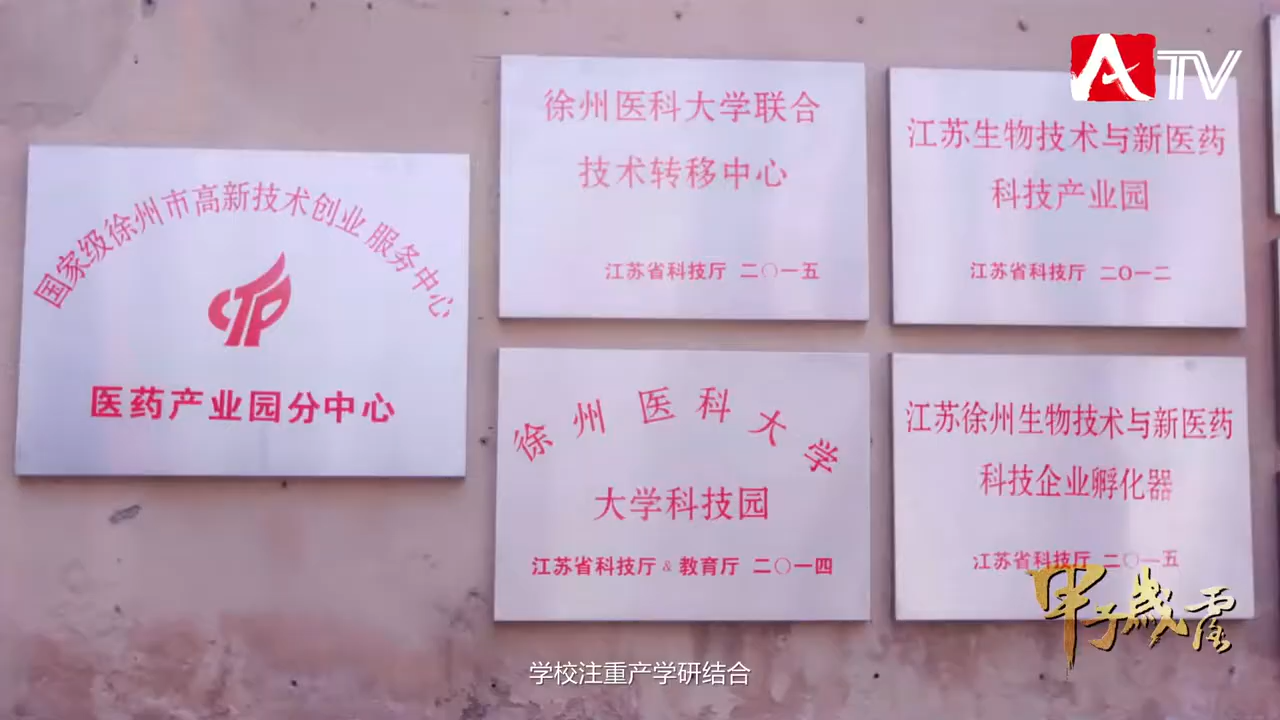 ATV
国家级徐州市高新技术创业服务中心
医药产业园分中心
徐州医科大学联合
技术转移中心
江苏省科技厅 二〇一五
江苏生物技术与新医药
科技产业园
江苏省科技厅 二〇一二
徐州医科大学
大学科技园
江苏省科技厅 & 教育厅 二〇一四
江苏徐州生物技术与新医药
科技企业孵化器
江苏省科技厅 二〇一五
甲子
学校注重产学研结合